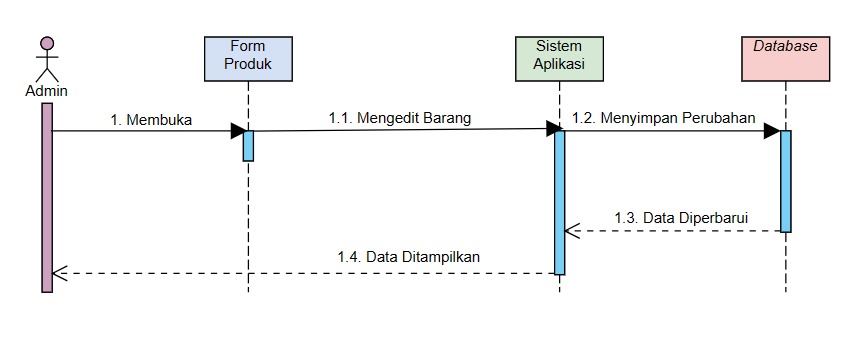 Form
Produk
Sistem
Aplikasi
Database
Admin
1. Membuka
1.1. Mengedit Barang
1.2. Menyimpan Perubahan
1.3. Data Diperbarui
1.4. Data Ditampilkan